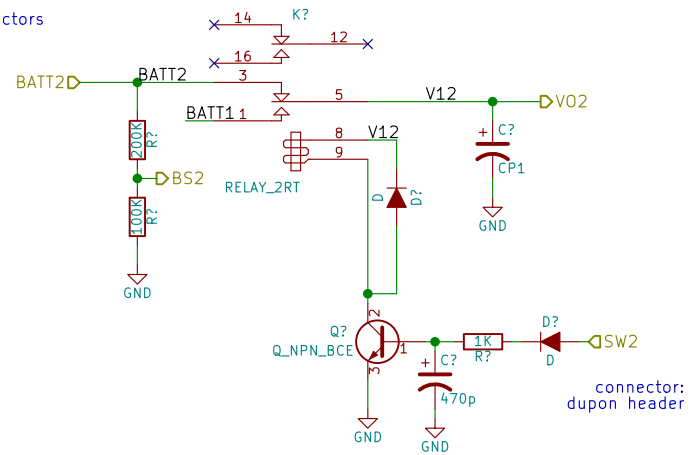 ctors
K?
14
12
16
BATT2
BATT2
3
5
V12
VO2
BATT1
1
C?
CP1
GND
200K
R?
8
V12
9
RELAY_2RT
BS2
D
D?
100K
R?
GND
2
Q?
Q_NPN_BCE
1
3
GND
C?
470p
GND
1K
R?
D?
D
SW2
connector:
dupon header